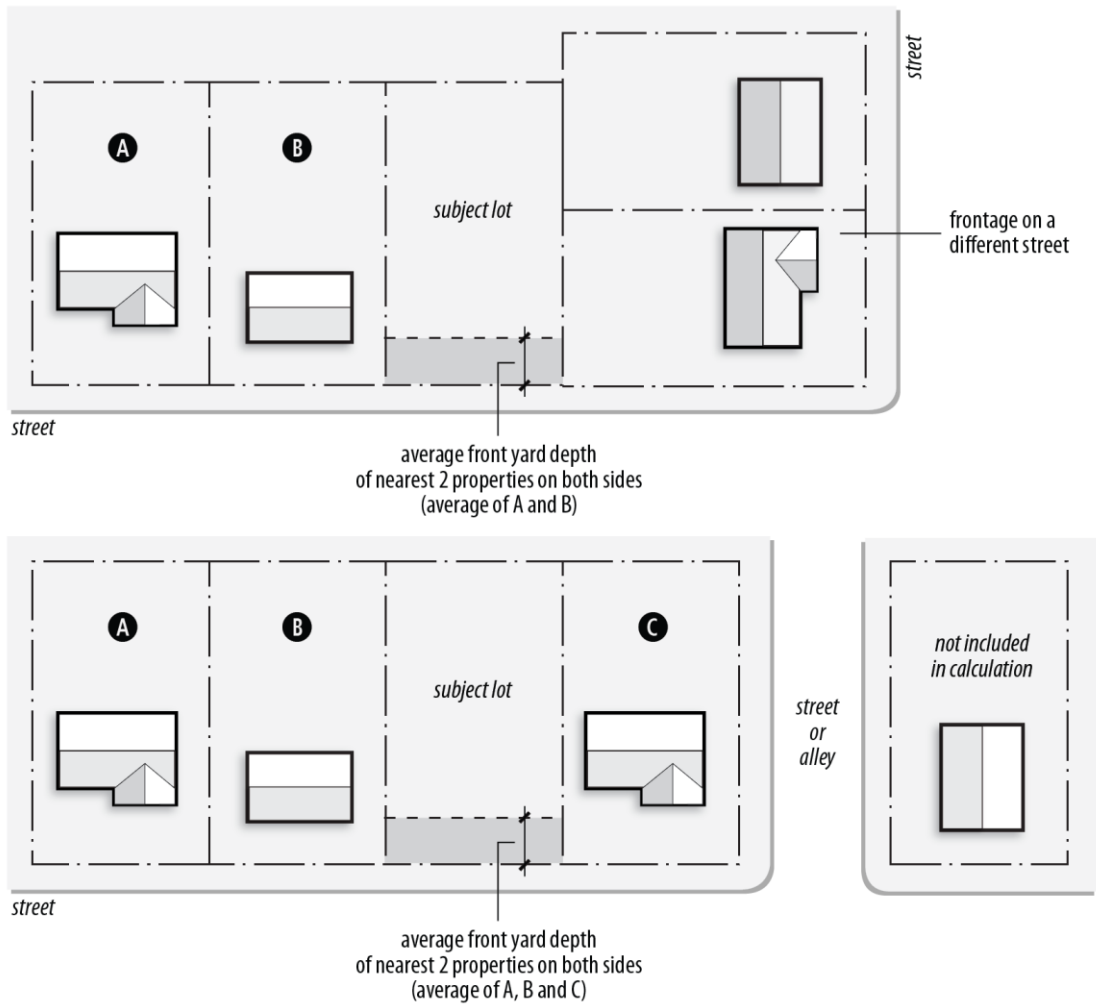 street
A
B
subject lot
frontage on a
different street
street
average front yard depth
of nearest 2 properties on both sides
(average of A and B)
A
B
C
subject lot
not included
in calculation
street
or
alley
street
average front yard depth
of nearest 2 properties on both sides
(average of A, B and C)